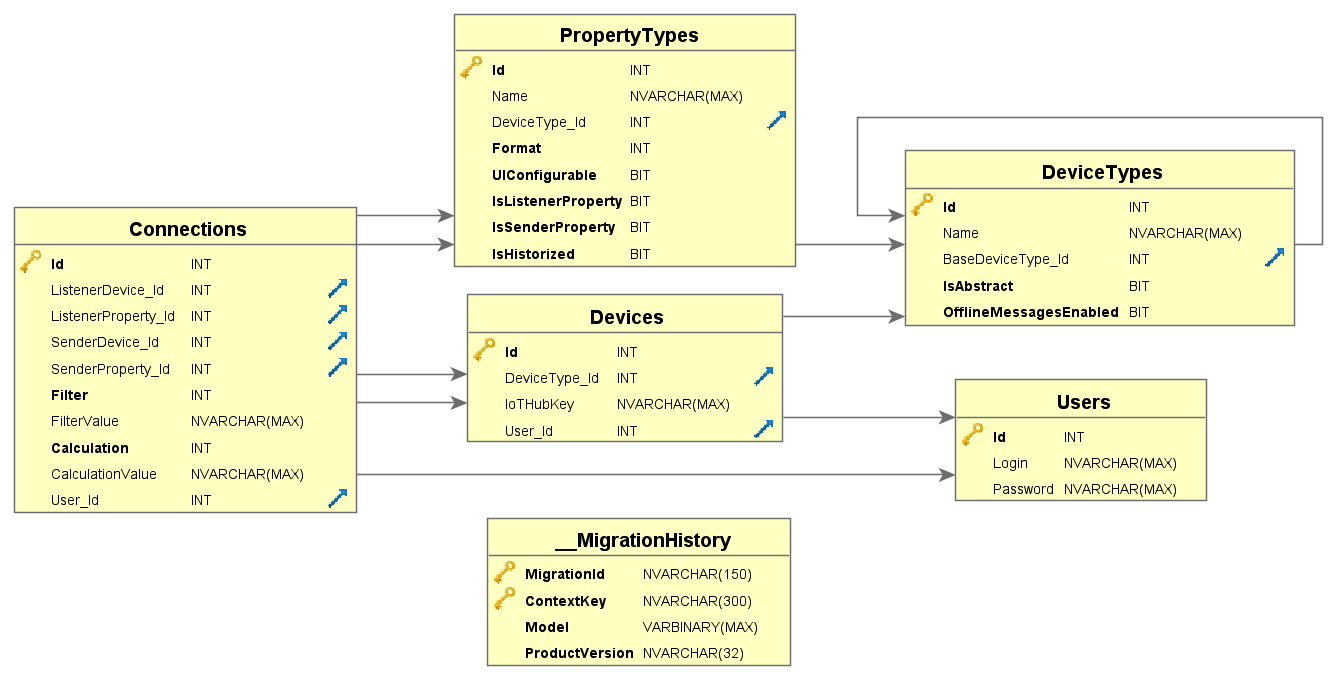 PropertyTypes
Id INT
Name NVARCHAR(MAX)
DeviceType_Id INT
Format INT
UIConfigurable BIT
IsListenerProperty BIT
IsSenderProperty BIT
IsHistorized BIT
DeviceTypes
Id INT
Name NVARCHAR(MAX)
BaseDeviceType_Id INT
IsAbstract BIT
OfflineMessagesEnabled BIT
Connections
Id INT
ListenerDevice_Id INT
ListenerProperty_Id INT
SenderDevice_Id INT
SenderProperty_Id INT
Filter INT
FilterValue NVARCHAR(MAX)
Calculation INT
CalculationValue NVARCHAR(MAX)
User_Id INT
Devices
Id INT
DeviceType_Id INT
IoTHubKey NVARCHAR(MAX)
User_Id INT
Users
Id INT
Login NVARCHAR(MAX)
Password NVARCHAR(MAX)
__MigrationHistory
MigrationId NVARCHAR(150)
ContextKey NVARCHAR(300)
Model VARBINARY(MAX)
ProductVersion NVARCHAR(32)